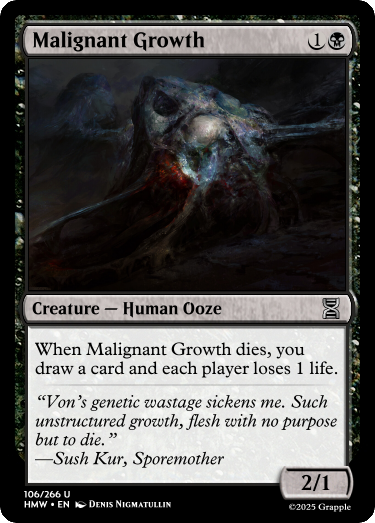 Malignant Growth 1
Creature — Human Ooze
When Malignant Growth dies, you
draw a card and each player loses 1 life.
“Von’s genetic wastage sickens me. Such
unstructured growth, flesh with no purpose
but to die.”
—Sush Kur, Sporemother
2/1
106/266 U
HMW • EN Denis Nigmatullin
©2025 Grapple